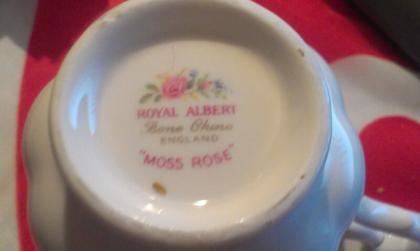 ROYAL ALBERT
Bone China
ENGLAND
"MOSS ROSE"